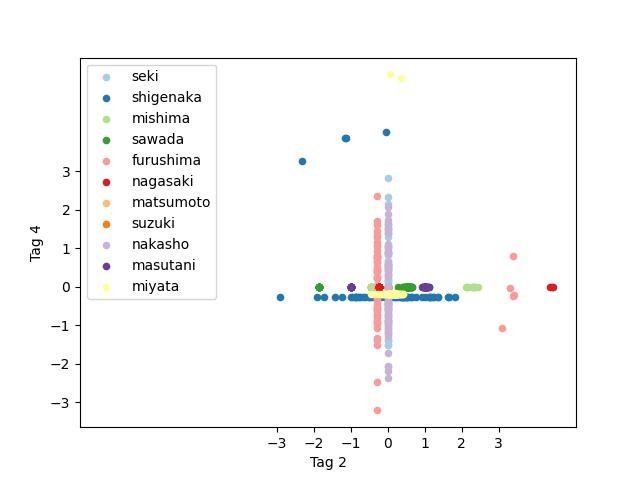 seki
shigenaka
mishima
sawada
furushima
nagasaki
matsumoto
suzuki
nakasho
masutani
miyata
Tag 4
3
2
1
0
−1
−2
−3
−3 −2 −1 0 1 2 3
Tag 2